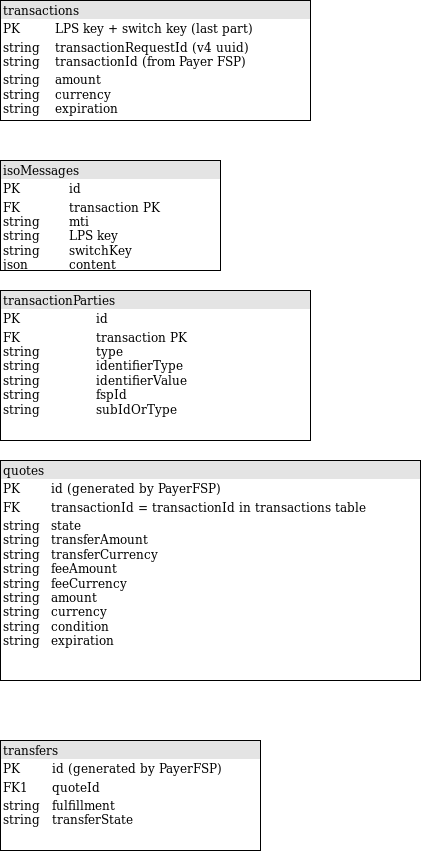 transactions
PK LPS key + switch key (last part)
string transactionRequestId (v4 uuid)
string transactionId (from Payer FSP)
string amount
string currency
string expiration
isoMessages
PK id
FK transaction PK
string mti
string LPS key
string switchKey
json content
transactionParties
PK id
FK transaction PK
string type
string identifierType
string identifierValue
string fspId
string subIdOrType
quotes
PK id (generated by PayerFSP)
FK transactionId = transactionId in transactions table
string state
string transferAmount
string transferCurrency
string feeAmount
string feeCurrency
string amount
string currency
string condition
string expiration
transfers
PK id (generated by PayerFSP)
FK1 quoteId
string fulfillment
string transferState